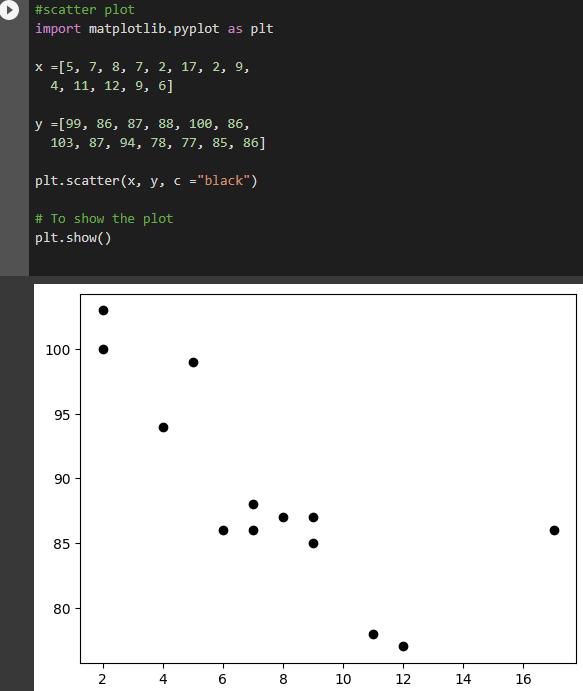 #scatter plot
import matplotlib.pyplot as plt
x =[5, 7, 8, 7, 2, 17, 2, 9,
4, 11, 12, 9, 6]
y =[99, 86, 87, 88, 100, 86,
103, 87, 94, 78, 77, 85, 86]
plt.scatter(x, y, c ="black")
# To show the plot
plt.show()
100
95
90
85
80
2 4 6 8 10 12 14 16